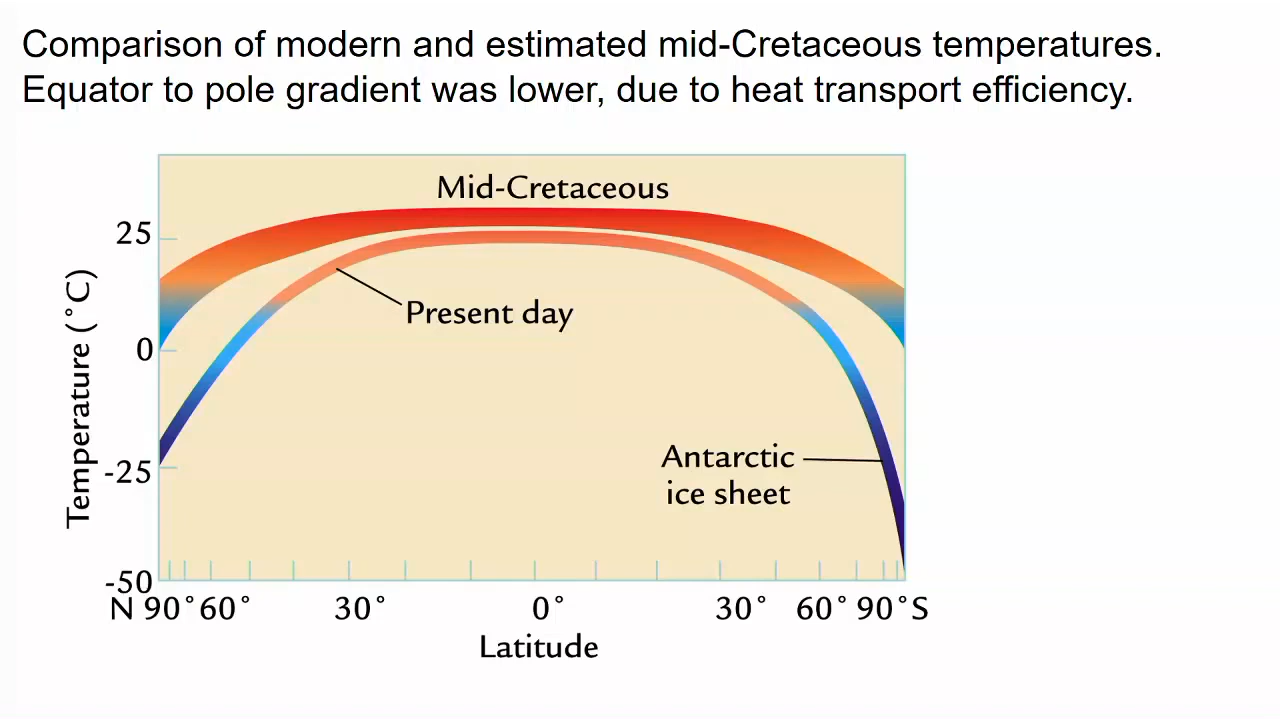 Comparison of modern and estimated mid-Cretaceous temperatures.
Equator to pole gradient was lower, due to heat transport efficiency.
Mid-Cretaceous
25
Present day
0
Temperature (°C)
Antarctic
ice sheet
-25
-50
N 90° 60° 30° 0° 30° 60° 90° S
Latitude